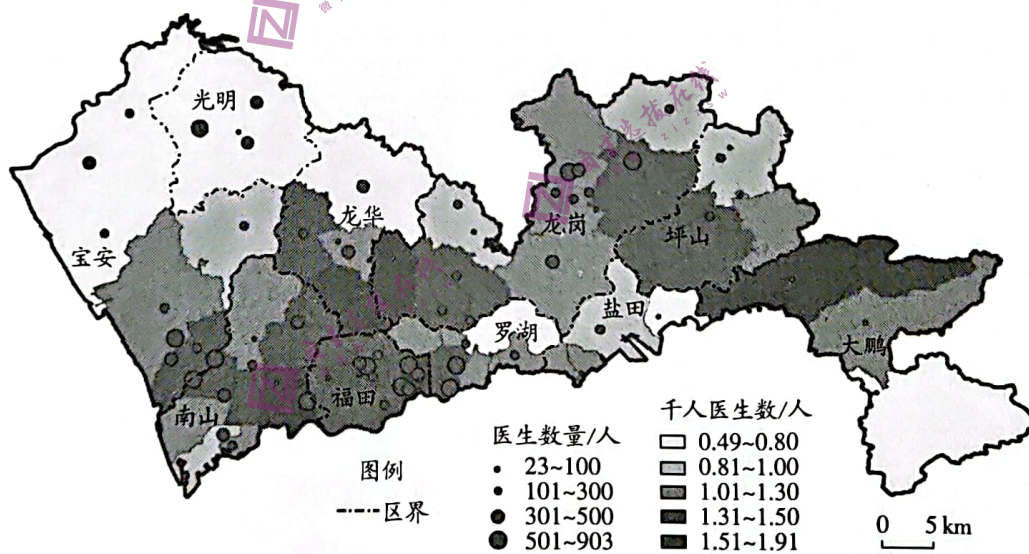 光明
龙华
宝安
龙岗
坪山
罗湖
盐田
大鹏
南山
福田
图例
区界
医生数量/人
23~100
101~300
301~500
501~903
千人医生数/人
0.49~0.80
0.81~1.00
1.01~1.30
1.31~1.50
1.51~1.91
0 5 km